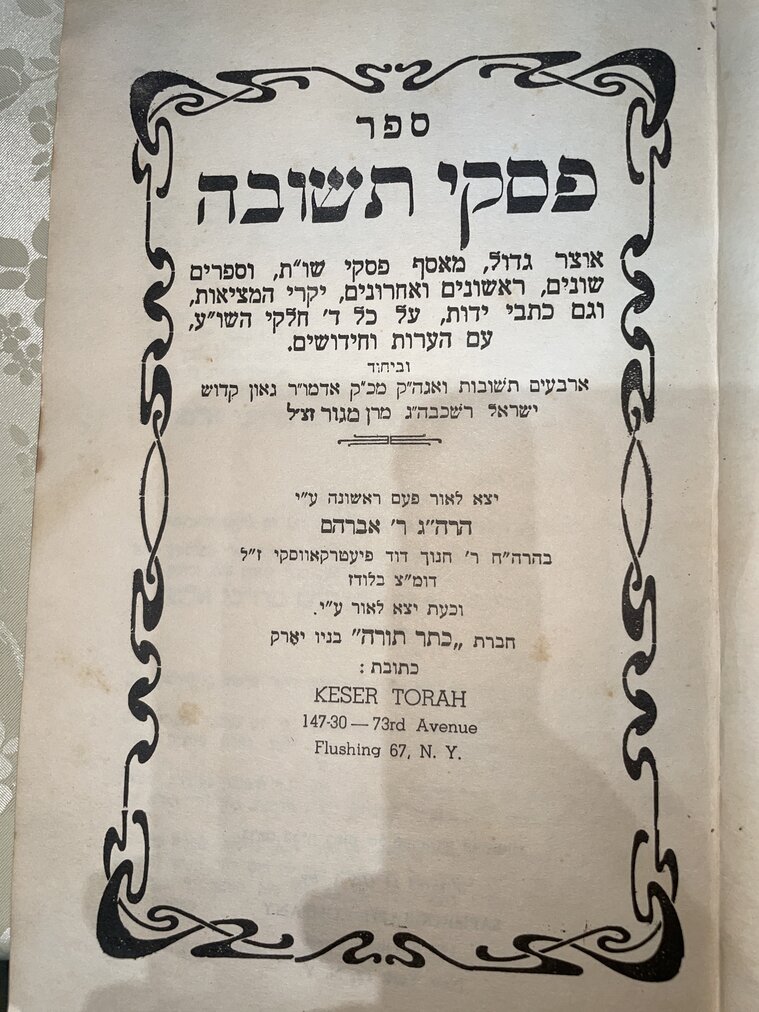 ספר
פסקי תשובה
אוצר גדול, מאסף פסקי שו״ת, וספרים
שונים, ראשונים ואחרונים, יקרי המציאות,
וגם כתבי ידות, על כל ד׳ חלקי השו״ע,
עם הערות וחידושים.
וביחוד
ארבעים תשובות ואגה״ק מכ״ק אדמו״ר גאון קדוש
ישראל רשכבה״ג מרן מגור זצ״ל
יצא לאור פעם ראשונה ע״י
הרה״ג ר׳ אברהם
בהרה״ח ר׳ חנוך דוד פיעטרקאווסקי ז״ל
דומ״צ בלודז
וכעת יצא לאור ע״י.
חברת „כתר תורה״ בניו יארק
כתובת :
KESER TORAH
147-30 — 73rd Avenue
Flushing 67, N. Y.